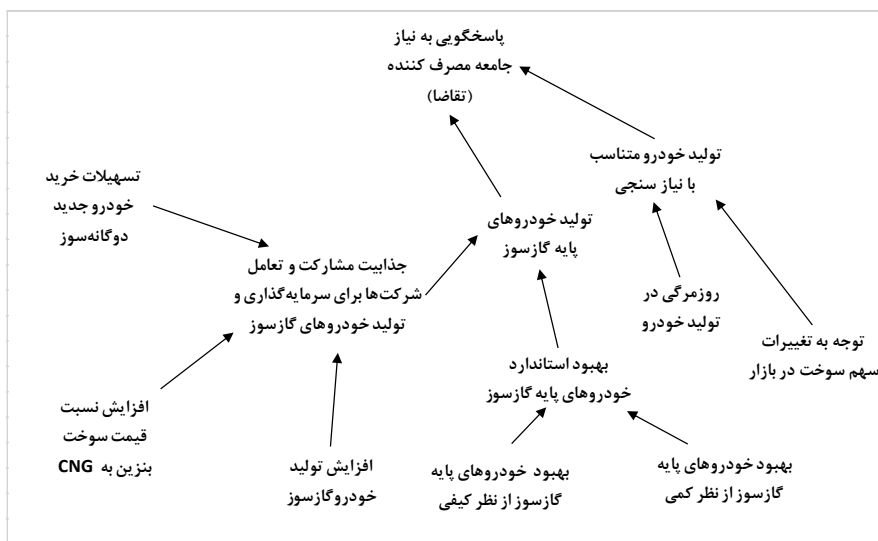 پاسخگویی به نیاز
جامعه مصرف کننده
(تقاضا)
تولید خودرو متناسب
با نیاز سنجی
تسهیلات خرید
خودرو جدید
دوگانه‌سوز
تولید خودروهای
پایه گازسوز
جذابیت مشارکت و تعامل
شرکت‌ها برای سرمایه‌گذاری و
تولید خودروهای گازسوز
روزمرگی در
تولید خودرو
توجه به تغییرات
سهم سوخت در بازار
بهبود استاندارد
خودروهای پایه گازسوز
افزایش نسبت
قیمت سوخت
بنزین به CNG
افزایش تولید
خودروگازسوز
بهبود خودروهای پایه
گازسوز از نظر کیفی
بهبود خودروهای پایه
گازسوز از نظر کمی